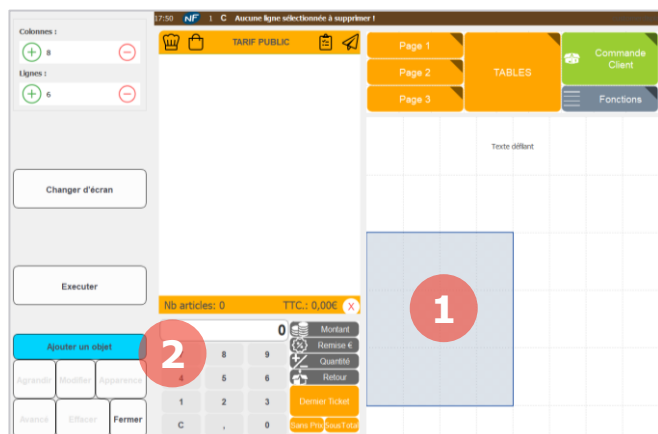 17:50 NF : C Aucune ligne sélectionnée à supprimer !
Colonnes :
8
Lignes :
6
Changer d'écran
Executer
Ajouter un objet
Agrandir Modifier Apparence
Avancé Effacer Fermer
TARIF PUBLIC
Nb articles: 0 TTC.: 0,00€ X
0
8 9
4 5 6
1 2 3
C , 0
Montant
Remise €
Quantité
Retour
Dernier Ticket
Sans Prix SousTotal
Page 1
Page 2
Page 3
TABLES
Commande
Client
Fonctions
Texte défilant
1
2